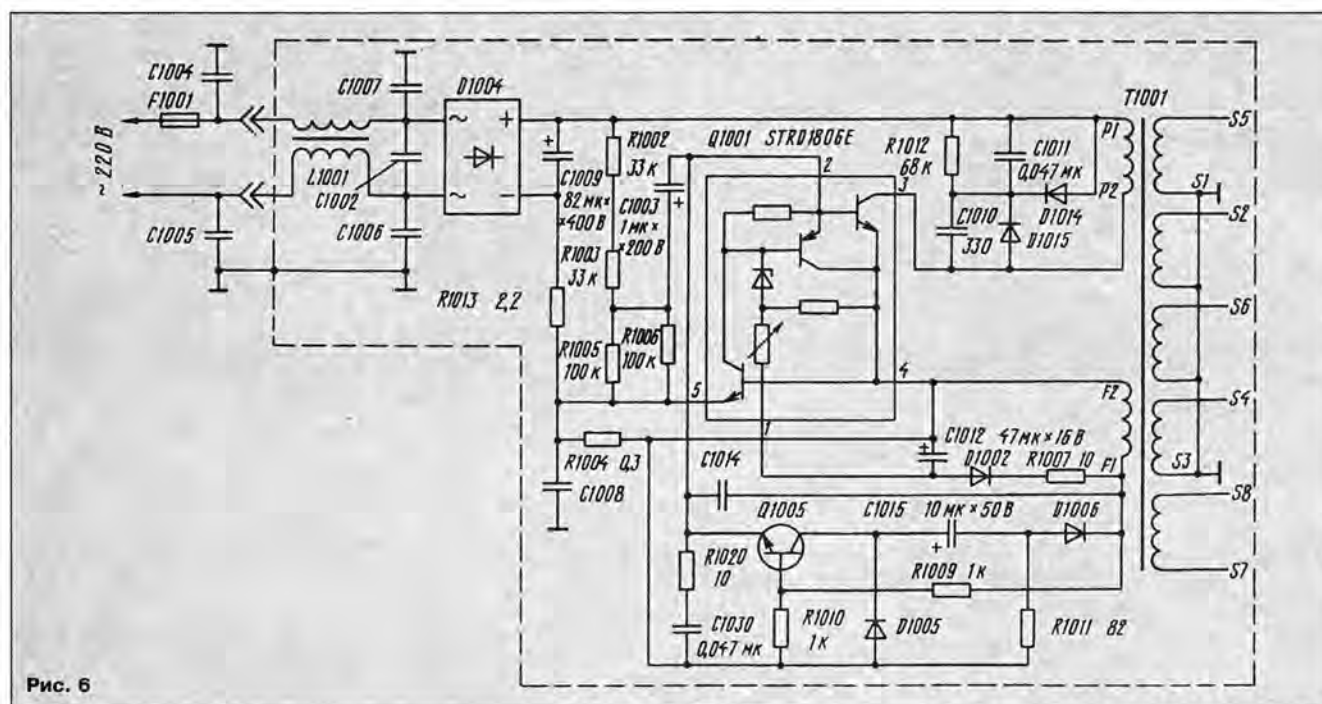 C1004
F1001
~220 В
C1005
C1007
L1001
C1002
C1006
D1004
~
~
+
−
+
C1009
82 мк×
×400 В
R1013 2,2
R1002
33 к
R1003
33 к
C1003
1 мк×
×200 В
+
R1005
100 к
R1006
100 к
Q1001 STRD1806E
2
3
4
5
1
R1012
68 к
C1011
0,047 мк
C1010
330
D1014
D1015
T1001
P1
P2
F2
F1
S5
S1
S2
S6
S4
S3
S8
S7
R1004 0,3
C1008
C1014
+
C1012 47 мк×16 В
D1002
R1007 10
Q1005
C1015 10 мк×50 В
+
D1006
R1020
10
C1030
0,047 мк
R1009 1 к
R1010
1 к
D1005
R1011 82
Рис. 6